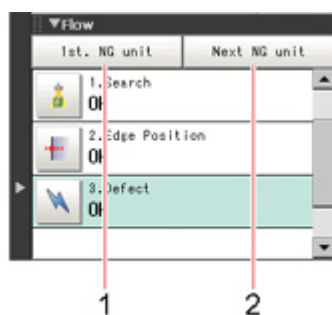 ▼Flow
1st. NG unit Next NG unit
1.Search
OK
2.Edge Position
OK
3.Defect
OK
1 2